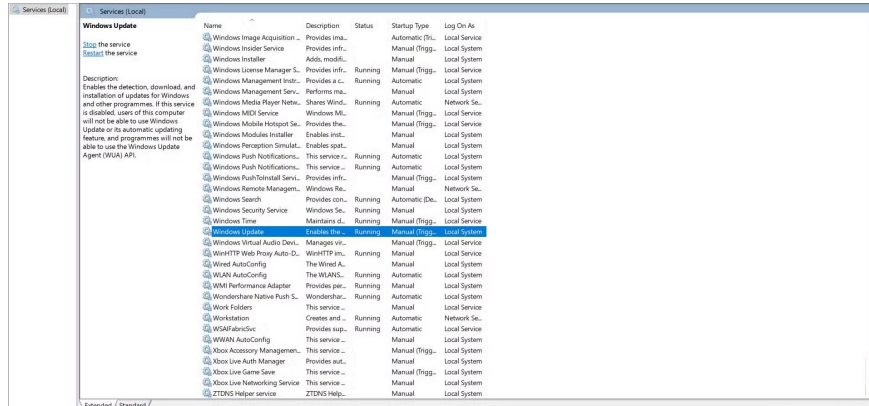 Services (Local)
Services (Local)
Windows Update
Stop the service
Restart the service
Description:
Enables the detection, download, and
installation of updates for Windows
and other programmes. If this service
is disabled, users of this computer
will not be able to use Windows
Update or its automatic updating
feature, and programmes will not be
able to use the Windows Update
Agent (WUA) API.
Name Description Status Startup Type Log On As
Windows Image Acquisition ... Provides ima... Automatic (Tri... Local Service
Windows Insider Service Provides infr... Manual (Trigg... Local System
Windows Installer Adds, modifi... Manual Local System
Windows License Manager S... Provides infr... Running Manual (Trigg... Local Service
Windows Management Instr... Provides a c... Running Automatic Local System
Windows Management Serv... Performs ma... Manual Local System
Windows Media Player Netw... Shares Wind... Running Automatic Network Se...
Windows MIDI Service Windows MI... Manual (Trigg... Local Service
Windows Mobile Hotspot Se... Provides the... Manual (Trigg... Local Service
Windows Modules Installer Enables inst... Manual Local System
Windows Perception Simulat... Enables spat... Manual Local System
Windows Push Notifications... This service r... Running Automatic Local System
Windows Push Notifications... This service ... Running Automatic Local System
Windows PushToInstall Servi... Provides infr... Manual (Trigg... Local System
Windows Remote Managem... Windows Re... Manual Network Se...
Windows Search Provides con... Running Automatic (De... Local System
Windows Security Service Windows Se... Running Manual Local System
Windows Time Maintains d... Running Manual (Trigg... Local Service
Windows Update Enables the ... Running Manual (Trigg... Local System
Windows Virtual Audio Devi... Manages vir... Manual (Trigg... Local System
WinHTTP Web Proxy Auto-D... WinHTTP im... Running Manual Local Service
Wired AutoConfig The Wired A... Manual Local System
WLAN AutoConfig The WLANS... Running Automatic Local System
WMI Performance Adapter Provides per... Manual Local System
Wondershare Native Push S... Wondershar... Running Automatic Local System
Work Folders This service ... Manual Local Service
Workstation Creates and ... Running Automatic Network Se...
WSAIFabricSvc Provides sup... Running Automatic Local System
WWAN AutoConfig This service ... Manual Local System
Xbox Accessory Managemen... This service ... Manual (Trigg... Local System
Xbox Live Auth Manager Provides aut... Manual Local System
Xbox Live Game Save This service ... Manual (Trigg... Local System
Xbox Live Networking Service This service ... Manual Local System
ZTDNS Helper service ZTDNS Help... Manual Local System
Extended Standard